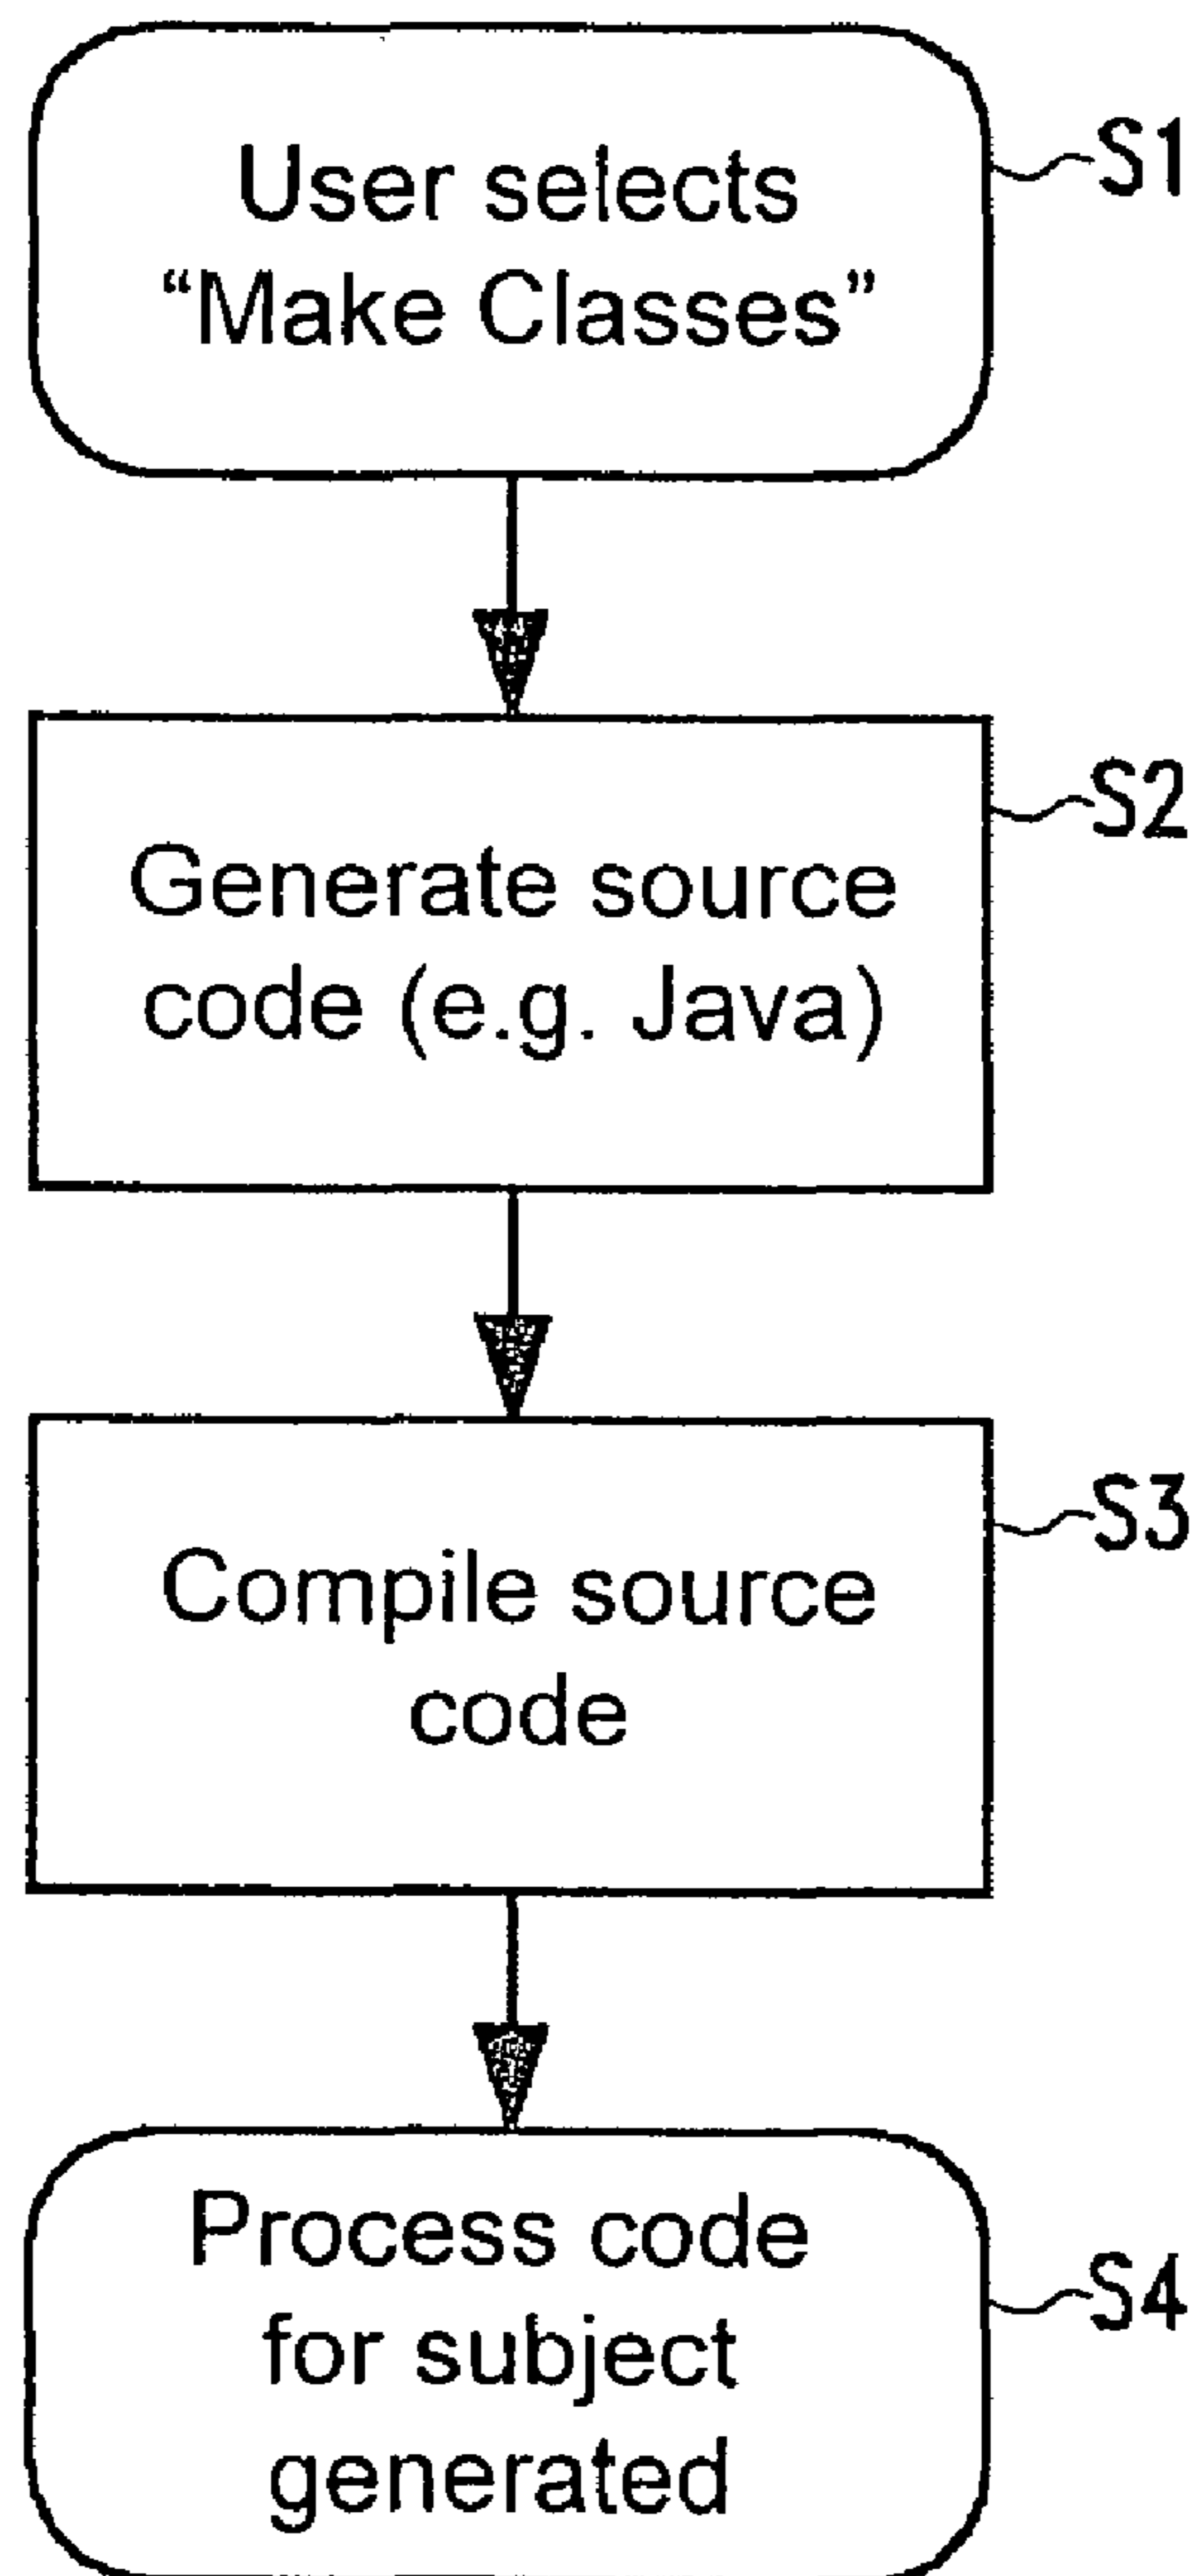 User selects
“Make Classes”
S1
Generate source
code (e.g. Java)
S2
Compile source
code
S3
Process code
for subject
generated
S4